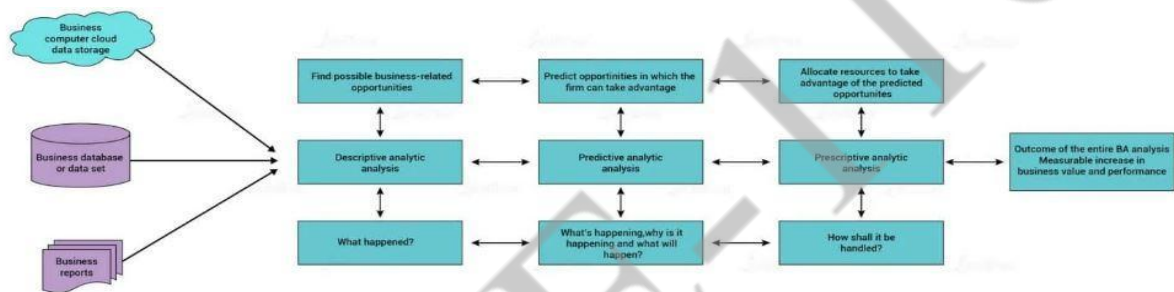 Business
computer cloud
data storage
Business database
or data set
Business
reports
Find possible business-related
opportunities
Predict opportinities in which the
firm can take advantage
Allocate resources to take
advantage of the predicted
opportunites
Descriptive analytic
analysis
Predictive analytic
analysis
Prescriptive analytic
analysis
Outcome of the entire BA analysis
Measurable increase in
business value and performance
What happened?
What's happening,why is it
happening and what will
happen?
How shall it be
handled?